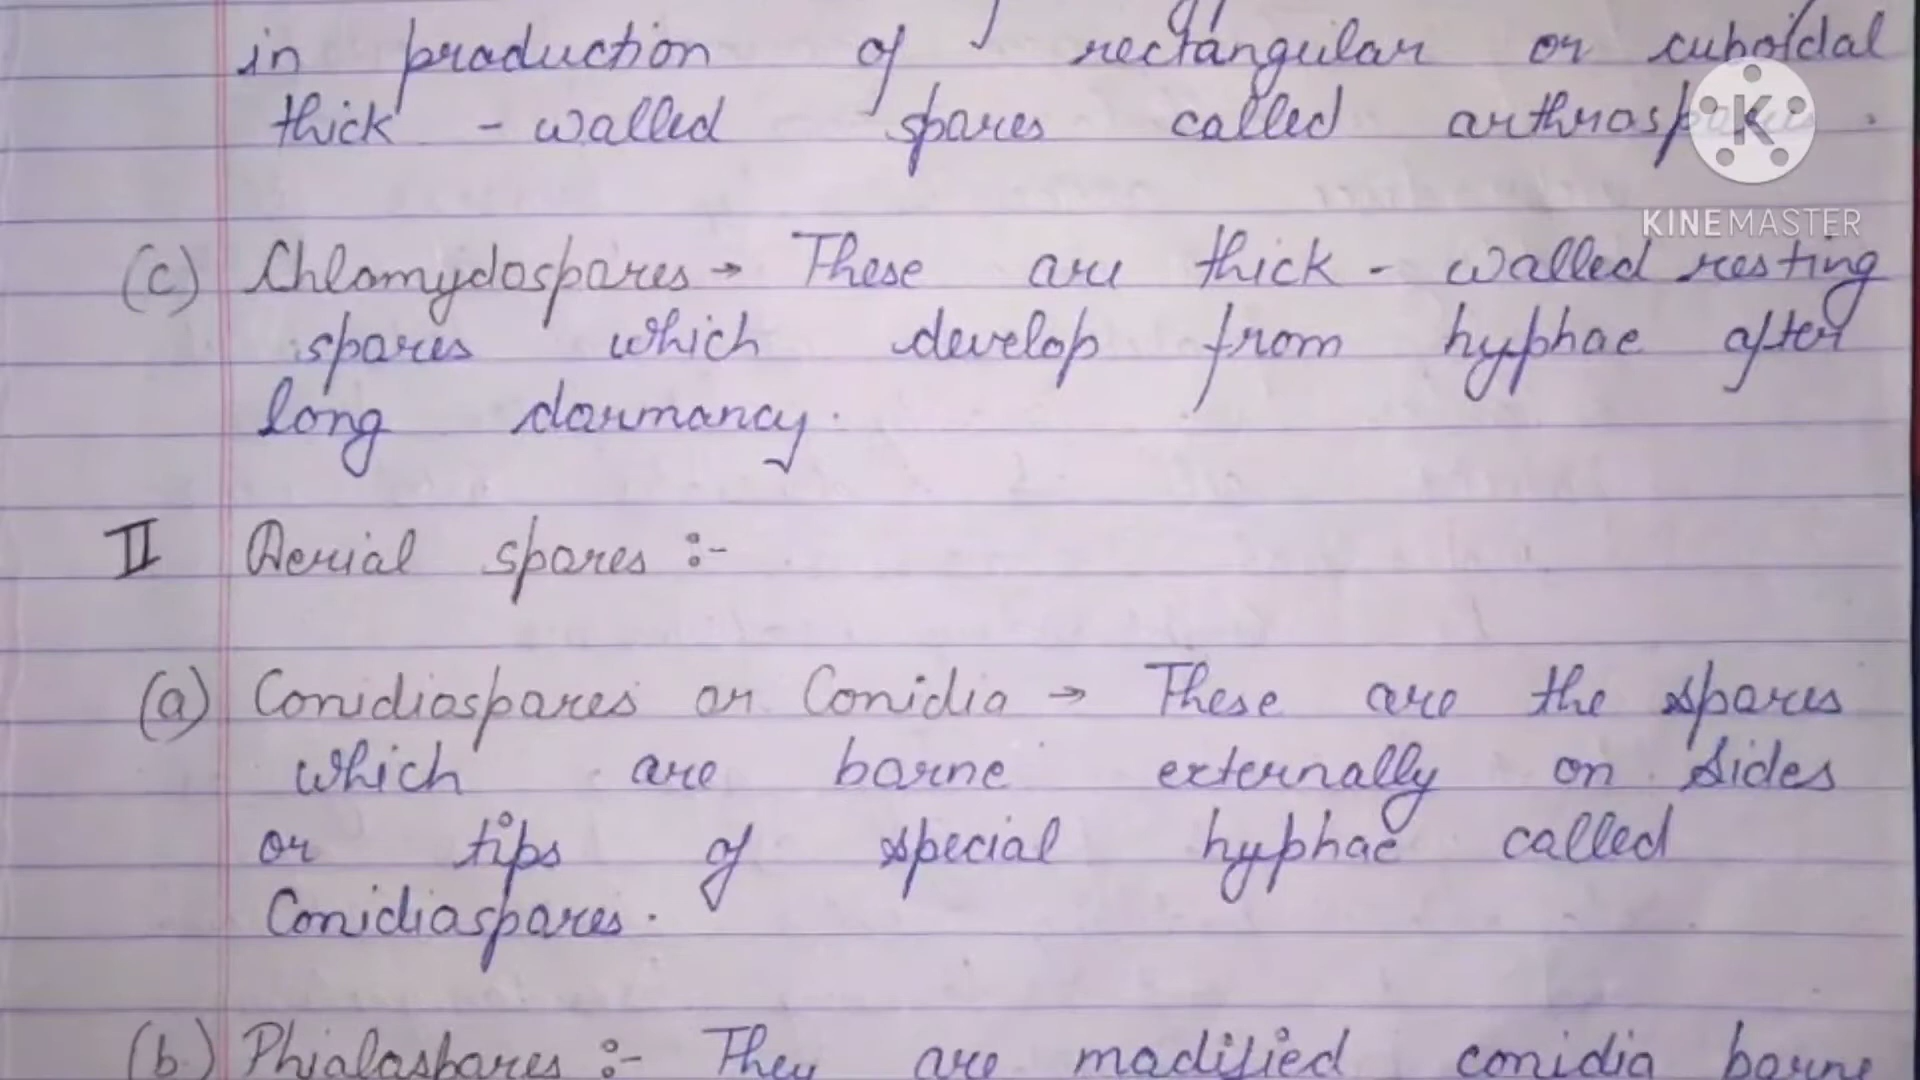 in production of rectangular or cuboidal
thick - walled spores called arthrospores.
K
KINEMASTER
(c) Chlamydospores → These are thick - walled resting
spores which develop from hyphae after
long dormancy.
II Aerial spores :-
(a) Conidiospores or Conidia → These are the spores
which are borne externally on sides
or tips of special hyphae called
Conidiospores.
(b) Phialospores :- They are modified conidia borne